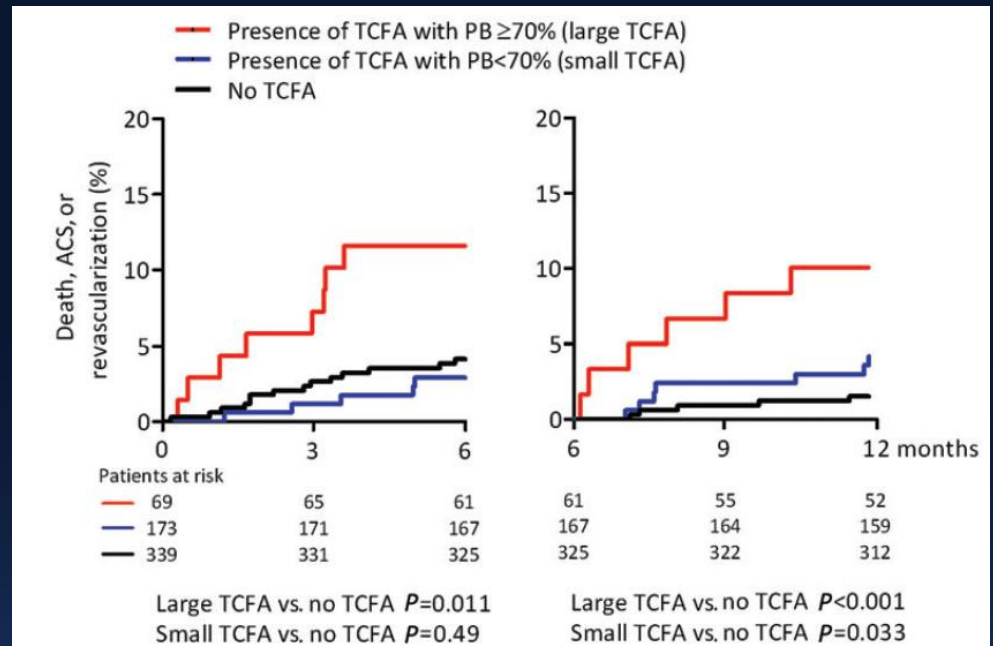 Presence of TCFA with PB ≥70% (large TCFA)
Presence of TCFA with PB<70% (small TCFA)
No TCFA
Death, ACS, or
revascularization (%)
20
15
10
5
0
0 3 6
20
15
10
5
0
6 9 12 months
Patients at risk
69 65 61 61 55 52
173 171 167 167 164 159
339 331 325 325 322 312
Large TCFA vs. no TCFA P=0.011
Small TCFA vs. no TCFA P=0.49
Large TCFA vs. no TCFA P<0.001
Small TCFA vs. no TCFA P=0.033